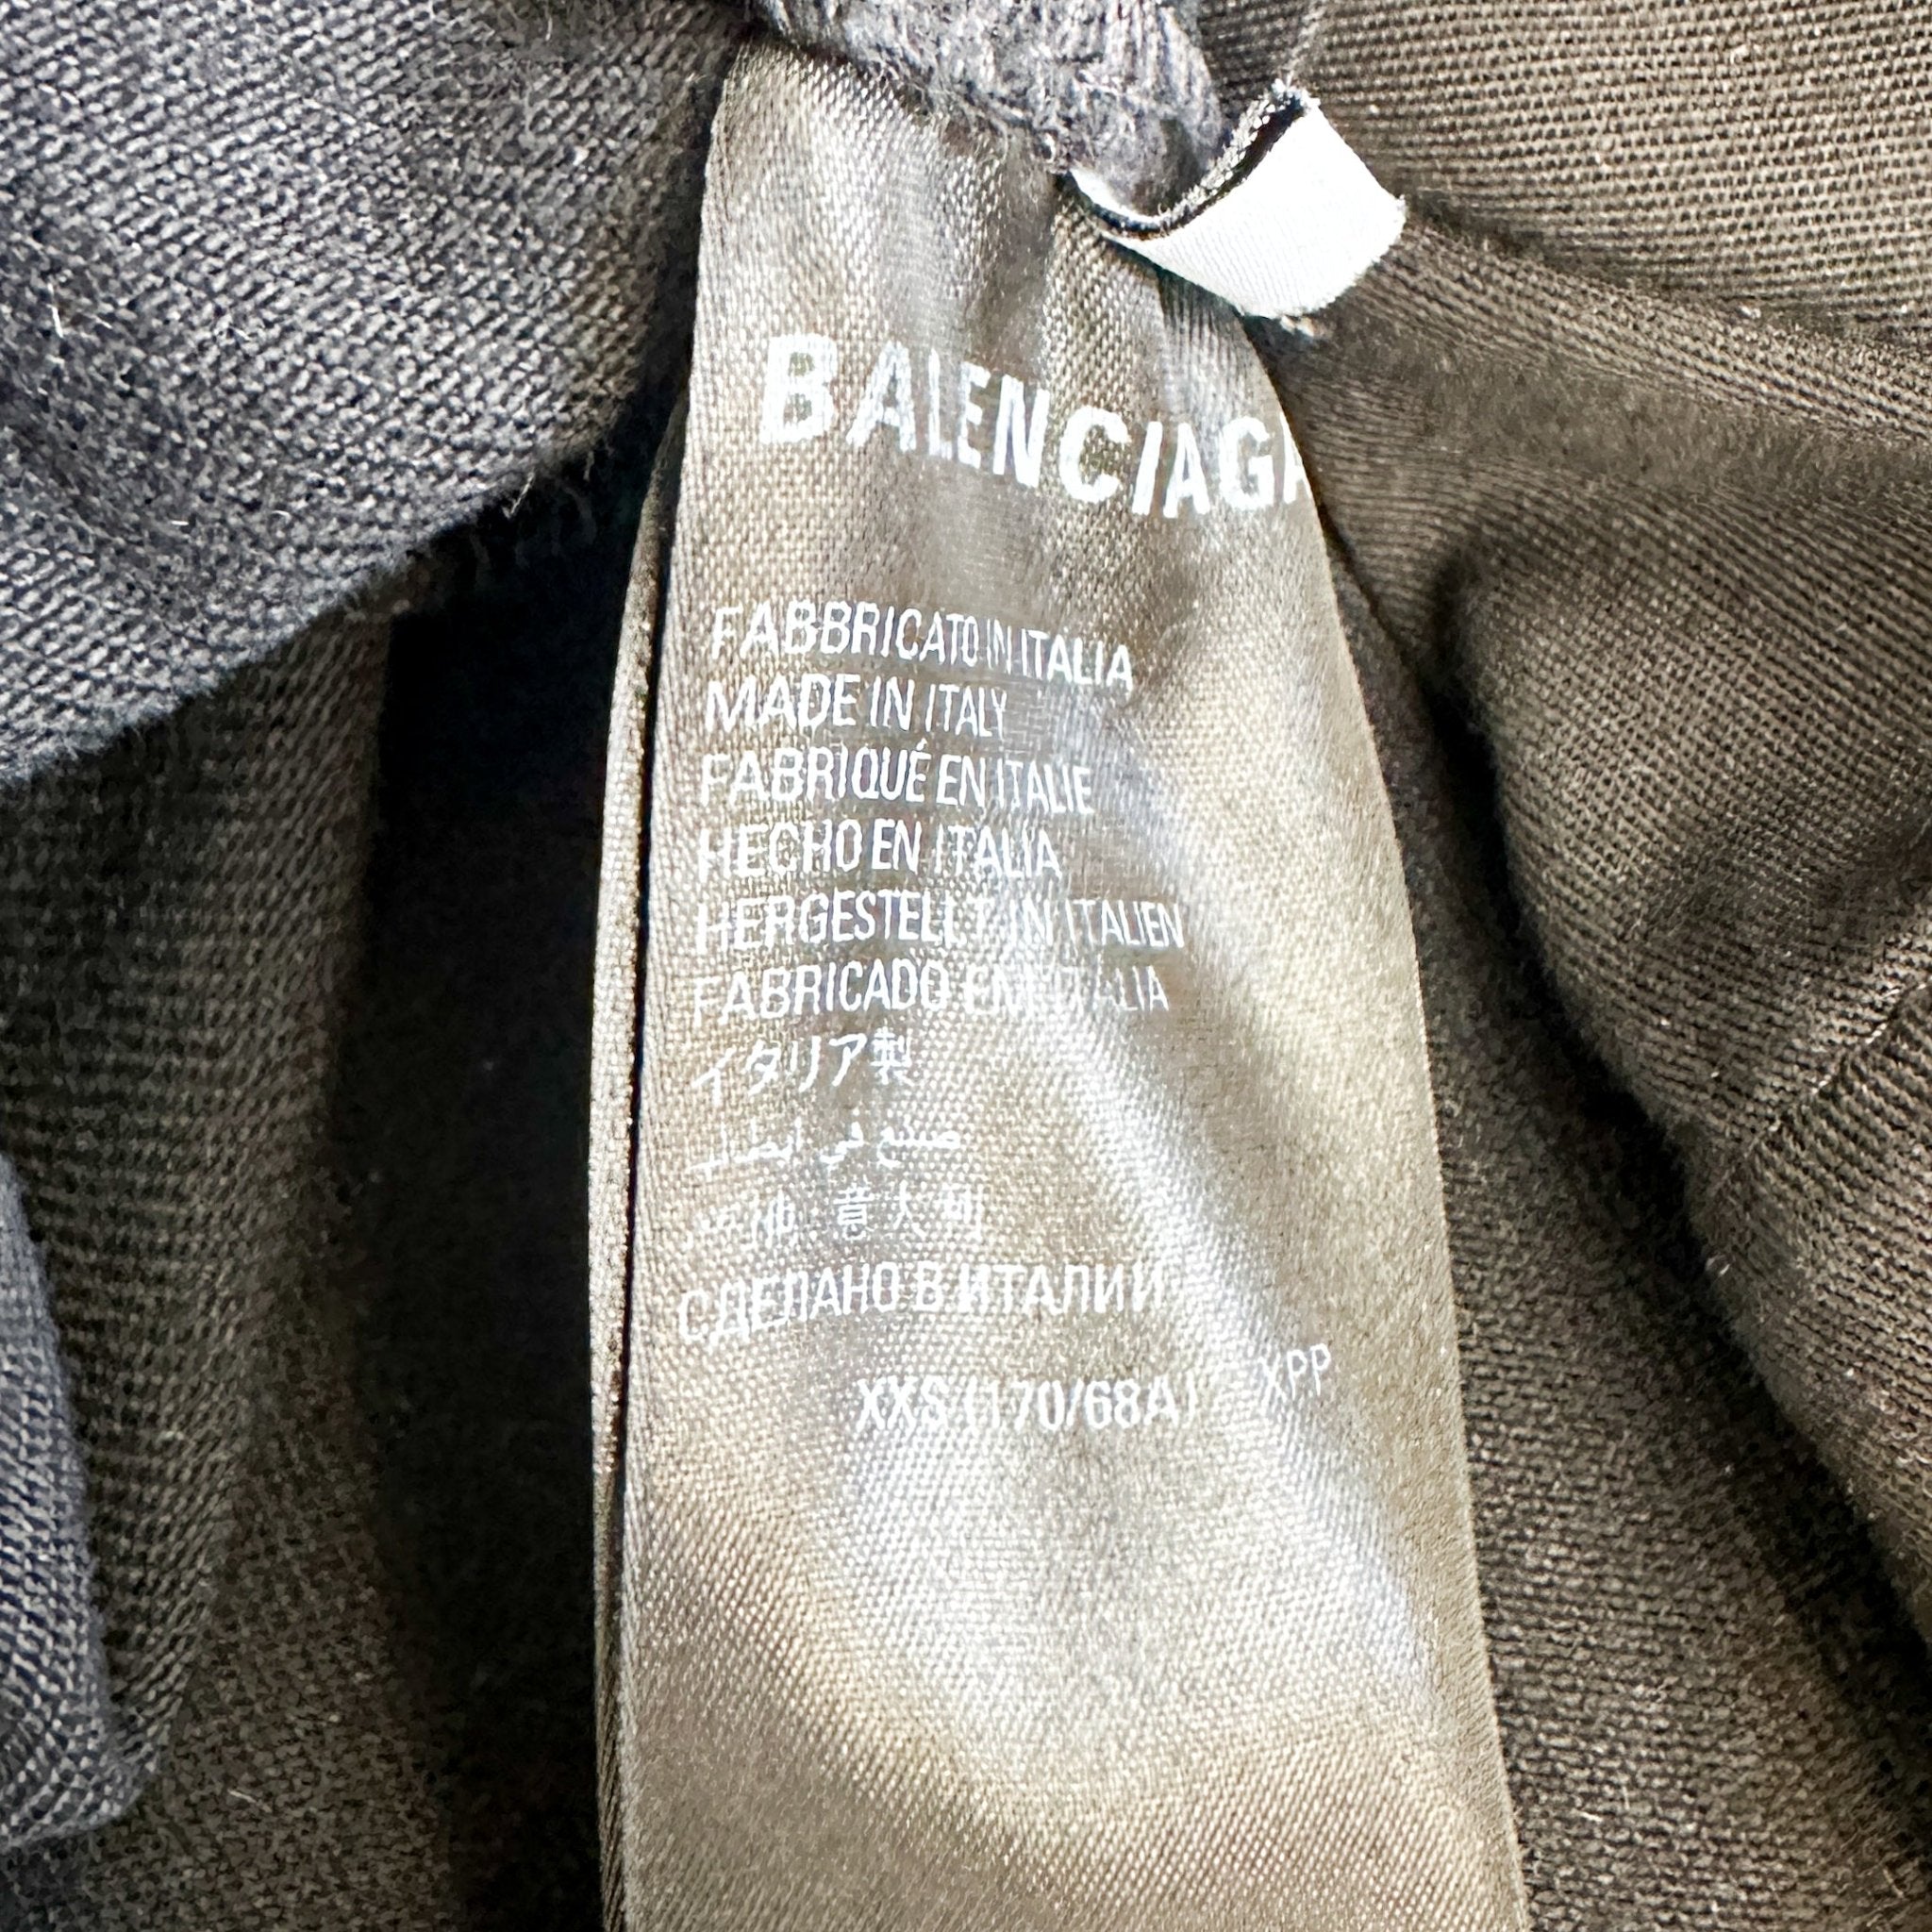 BALENCIAGA
FABBRICATO IN ITALIA
MADE IN ITALY
FABRIQUÉ EN ITALIE
HECHO EN ITALIA
HERGESTELLT IN ITALIEN
FABRICADO EM ITALIA
イタリア製
صنع في
意大利
СДЕЛАНО В ИТАЛИИ
XXS (170/68A) XPP